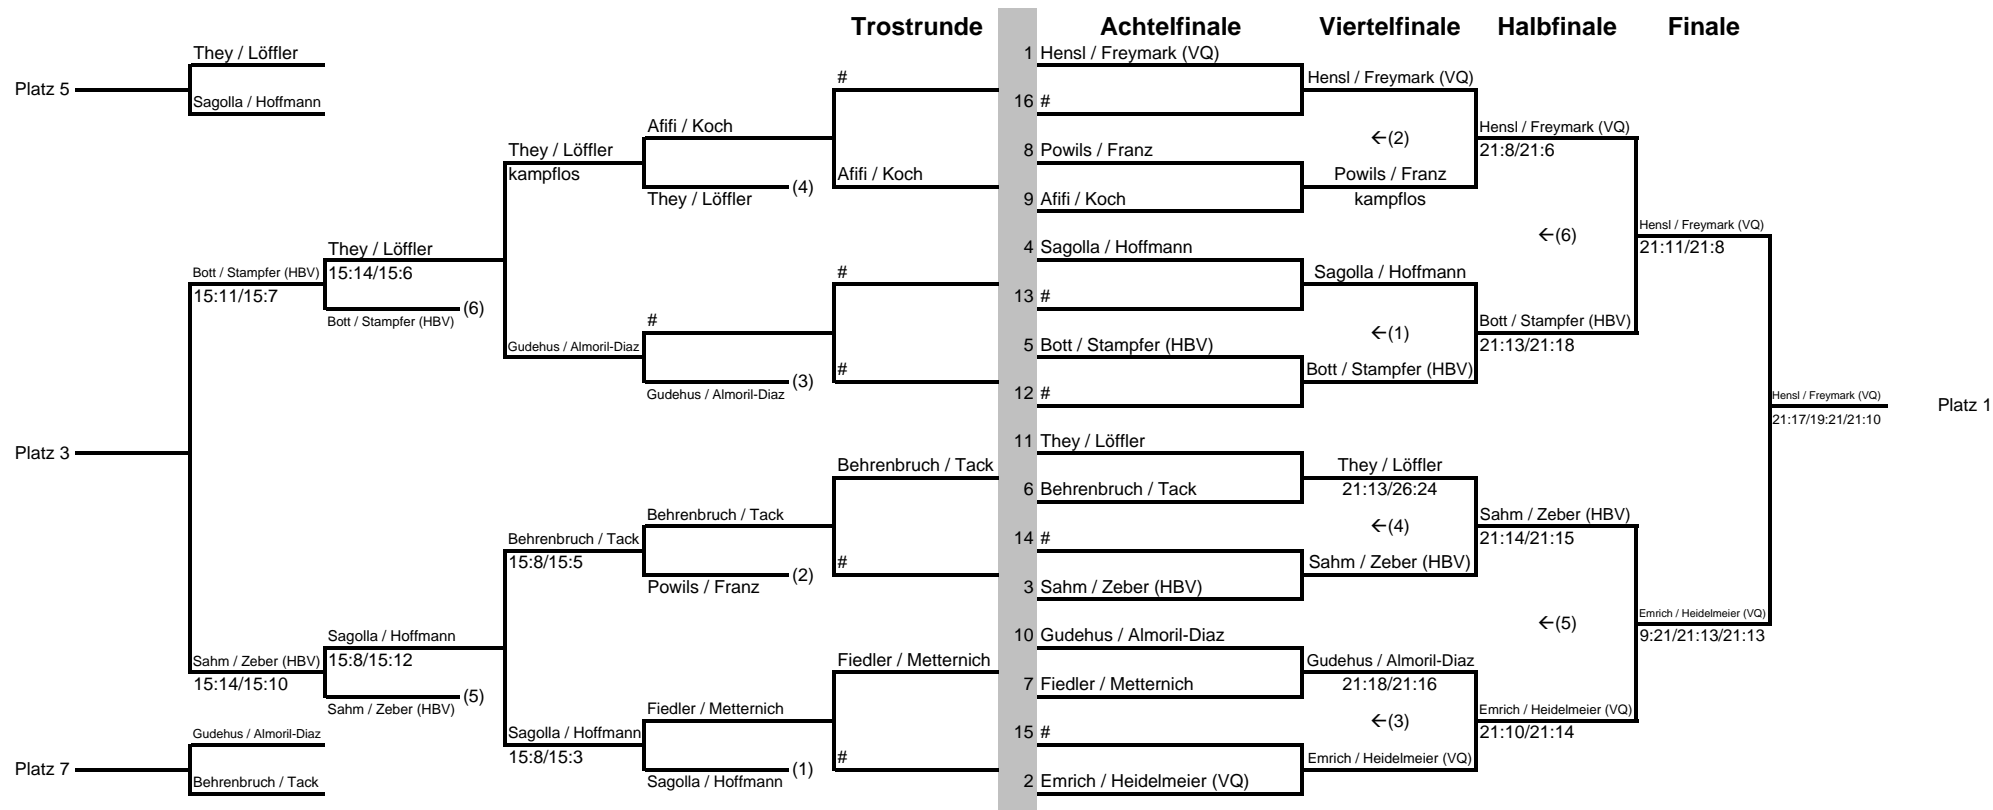 Trostrunde
Achtelfinale
Viertelfinale
Halbfinale
Finale
They / Löffler
Platz 5
Sagolla / Hoffmann
They / Löffler
kampflos
Afifi / Koch
(4)
They / Löffler
#
Afifi / Koch
They / Löffler
15:14/15:6
Bott / Stampfer (HBV)
15:11/15:7
(6)
Bott / Stampfer (HBV)
Gudehus / Almoril-Diaz
#
(3)
Gudehus / Almoril-Diaz
#
#
Platz 3
Behrenbruch / Tack
#
Behrenbruch / Tack
(2)
Powils / Franz
Behrenbruch / Tack
15:8/15:5
Sagolla / Hoffmann
15:8/15:12
Sahm / Zeber (HBV)
15:14/15:10
(5)
Sahm / Zeber (HBV)
Fiedler / Metternich
#
Fiedler / Metternich
(1)
Sagolla / Hoffmann
Sagolla / Hoffmann
15:8/15:3
Gudehus / Almoril-Diaz
Platz 7
Behrenbruch / Tack
1 Hensl / Freymark (VQ)
16 #
8 Powils / Franz
9 Afifi / Koch
4 Sagolla / Hoffmann
13 #
5 Bott / Stampfer (HBV)
12 #
11 They / Löffler
6 Behrenbruch / Tack
14 #
3 Sahm / Zeber (HBV)
10 Gudehus / Almoril-Diaz
7 Fiedler / Metternich
15 #
2 Emrich / Heidelmeier (VQ)
Hensl / Freymark (VQ)
←(2)
Powils / Franz
kampflos
Sagolla / Hoffmann
←(1)
Bott / Stampfer (HBV)
They / Löffler
21:13/26:24
←(4)
Sahm / Zeber (HBV)
Gudehus / Almoril-Diaz
21:18/21:16
←(3)
Emrich / Heidelmeier (VQ)
Hensl / Freymark (VQ)
21:8/21:6
←(6)
Bott / Stampfer (HBV)
21:13/21:18
Sahm / Zeber (HBV)
21:14/21:15
←(5)
Emrich / Heidelmeier (VQ)
21:10/21:14
Hensl / Freymark (VQ)
21:11/21:8
Emrich / Heidelmeier (VQ)
9:21/21:13/21:13
Hensl / Freymark (VQ)
21:17/19:21/21:10
Platz 1